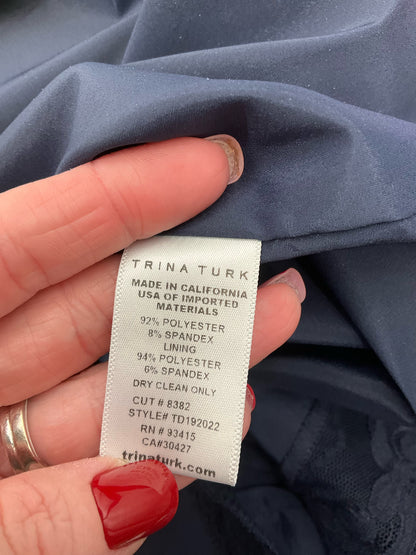 TRINA TURK
MADE IN CALIFORNIA
USA OF IMPORTED
MATERIALS
92% POLYESTER
8% SPANDEX
LINING
94% POLYESTER
6% SPANDEX
DRY CLEAN ONLY
CUT # 8382
STYLE# TD192022
RN # 93415
CA#30427
trinaturk.com